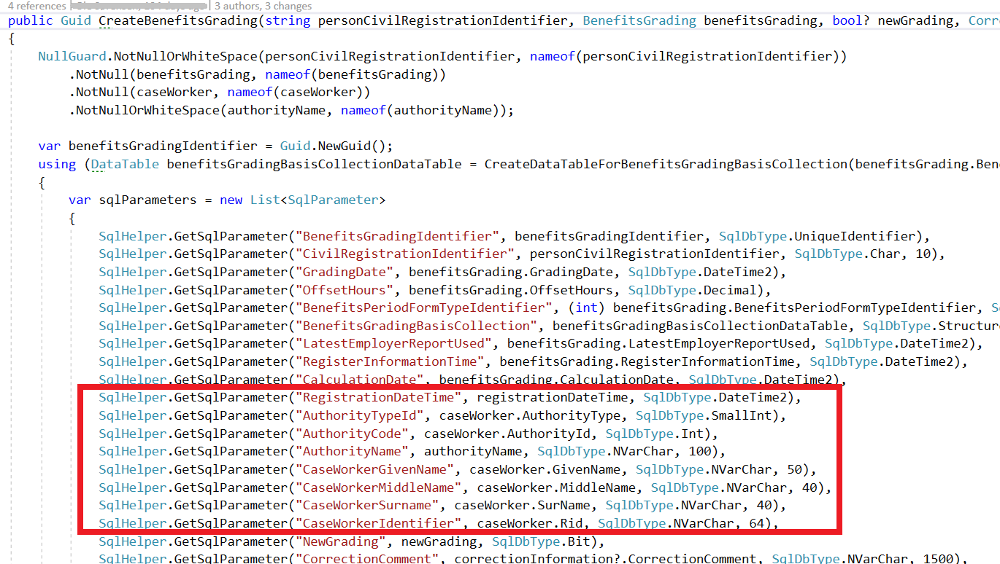 4 references | | 3 authors, 3 changes
public Guid CreateBenefitsGrading(string personCivilRegistrationIdentifier, BenefitsGrading benefitsGrading, bool? newGrading, Corr
{
NullGuard.NotNullOrWhiteSpace(personCivilRegistrationIdentifier, nameof(personCivilRegistrationIdentifier))
.NotNull(benefitsGrading, nameof(benefitsGrading))
.NotNull(caseWorker, nameof(caseWorker))
.NotNullOrWhiteSpace(authorityName, nameof(authorityName));
var benefitsGradingIdentifier = Guid.NewGuid();
using (DataTable benefitsGradingBasisCollectionDataTable = CreateDataTableForBenefitsGradingBasisCollection(benefitsGrading.Bene
{
var sqlParameters = new List<SqlParameter>
{
SqlHelper.GetSqlParameter("BenefitsGradingIdentifier", benefitsGradingIdentifier, SqlDbType.UniqueIdentifier),
SqlHelper.GetSqlParameter("CivilRegistrationIdentifier", personCivilRegistrationIdentifier, SqlDbType.Char, 10),
SqlHelper.GetSqlParameter("GradingDate", benefitsGrading.GradingDate, SqlDbType.DateTime2),
SqlHelper.GetSqlParameter("OffsetHours", benefitsGrading.OffsetHours, SqlDbType.Decimal),
SqlHelper.GetSqlParameter("BenefitsPeriodFormTypeIdentifier", (int) benefitsGrading.BenefitsPeriodFormTypeIdentifier, S
SqlHelper.GetSqlParameter("BenefitsGradingBasisCollection", benefitsGradingBasisCollectionDataTable, SqlDbType.Structure
SqlHelper.GetSqlParameter("LatestEmployerReportUsed", benefitsGrading.LatestEmployerReportUsed, SqlDbType.DateTime2),
SqlHelper.GetSqlParameter("RegisterInformationTime", benefitsGrading.RegisterInformationTime, SqlDbType.DateTime2),
SqlHelper.GetSqlParameter("CalculationDate", benefitsGrading.CalculationDate, SqlDbType.DateTime2),
SqlHelper.GetSqlParameter("RegistrationDateTime", registrationDateTime, SqlDbType.DateTime2),
SqlHelper.GetSqlParameter("AuthorityTypeId", caseWorker.AuthorityType, SqlDbType.SmallInt),
SqlHelper.GetSqlParameter("AuthorityCode", caseWorker.AuthorityId, SqlDbType.Int),
SqlHelper.GetSqlParameter("AuthorityName", authorityName, SqlDbType.NVarChar, 100),
SqlHelper.GetSqlParameter("CaseWorkerGivenName", caseWorker.GivenName, SqlDbType.NVarChar, 50),
SqlHelper.GetSqlParameter("CaseWorkerMiddleName", caseWorker.MiddleName, SqlDbType.NVarChar, 40),
SqlHelper.GetSqlParameter("CaseWorkerSurname", caseWorker.SurName, SqlDbType.NVarChar, 40),
SqlHelper.GetSqlParameter("CaseWorkerIdentifier", caseWorker.Rid, SqlDbType.NVarChar, 64),
SqlHelper.GetSqlParameter("NewGrading", newGrading, SqlDbType.Bit),
SqlHelper.GetSqlParameter("CorrectionComment", correctionInformation?.CorrectionComment, SqlDbType.NVarChar, 1500),